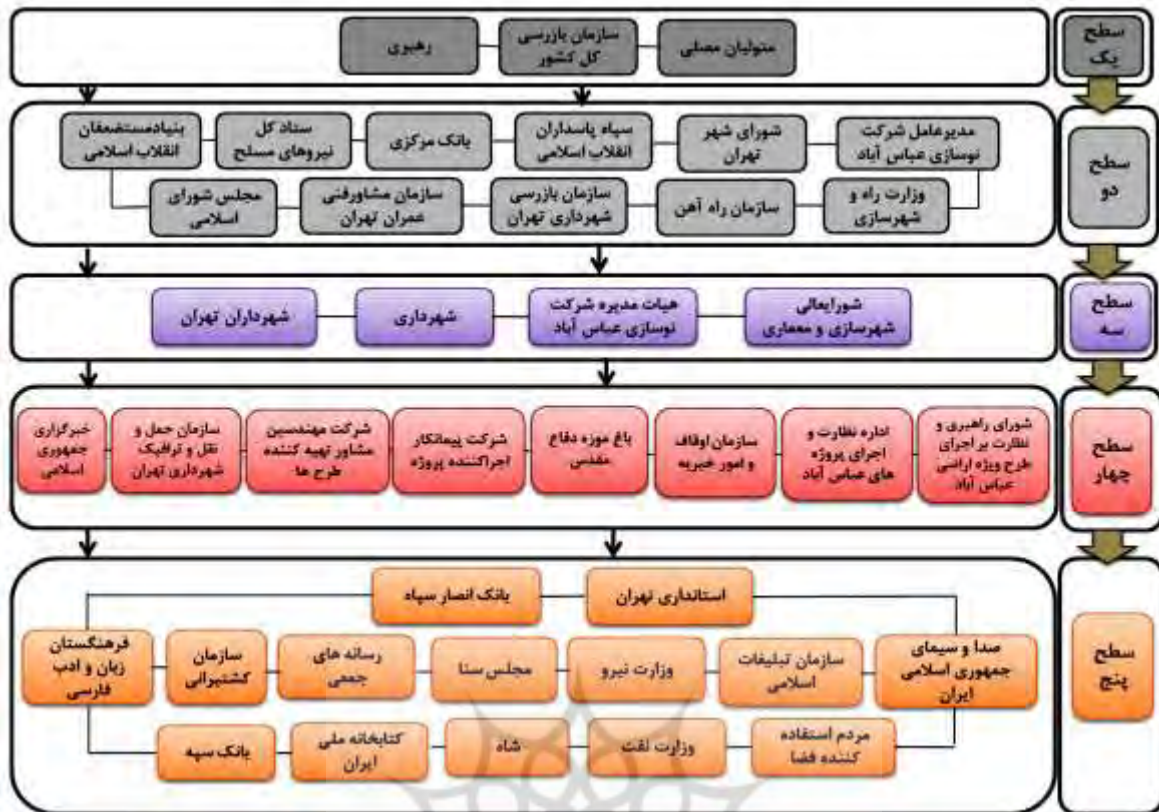 سطح
یک
متولیان مصلی
سازمان بازرسی
کل کشور
رهبری
سطح
دو
مدیرعامل شرکت
نوسازی عباس آباد
شورای شهر
تهران
سپاه پاسداران
انقلاب اسلامی
بانک مرکزی
ستاد کل
نیروهای مسلح
بنیادمستضعفان
انقلاب اسلامی
وزارت راه و
شهرسازی
سازمان راه آهن
سازمان بازرسی
شهرداری تهران
سازمان مشاورفنی
عمران تهران
مجلس شورای
اسلامی
سطح
سه
شورایعالی
شهرسازی و معماری
هیات مدیره شرکت
نوسازی عباس آباد
شهرداری
شهرداران تهران
سطح
چهار
شورای راهبری و
نظارت بر اجرای
طرح ویژه اراضی
عباس آباد
اداره نظارت و
اجرای پروژه
های عباس آباد
سازمان اوقاف
و امور خیریه
باغ موزه دفاع
مقدس
شرکت پیمانکار
اجراکننده پروژه
شرکت مهندسین
مشاور تهیه کننده
طرح ها
سازمان حمل و
نقل و ترافیک
شهرداری تهران
خبرگزاری
جمهوری
اسلامی
سطح
پنج
استانداری تهران
بانک انصار سپاه
صدا و سیمای
جمهوری اسلامی
ایران
سازمان تبلیغات
اسلامی
وزارت نیرو
مجلس سنا
رسانه های
جمعی
سازمان
کشتیرانی
فرهنگستان
زبان و ادب
فارسی
مردم استفاده
کننده فضا
وزارت نفت
شاه
کتابخانه ملی
ایران
بانک سپه